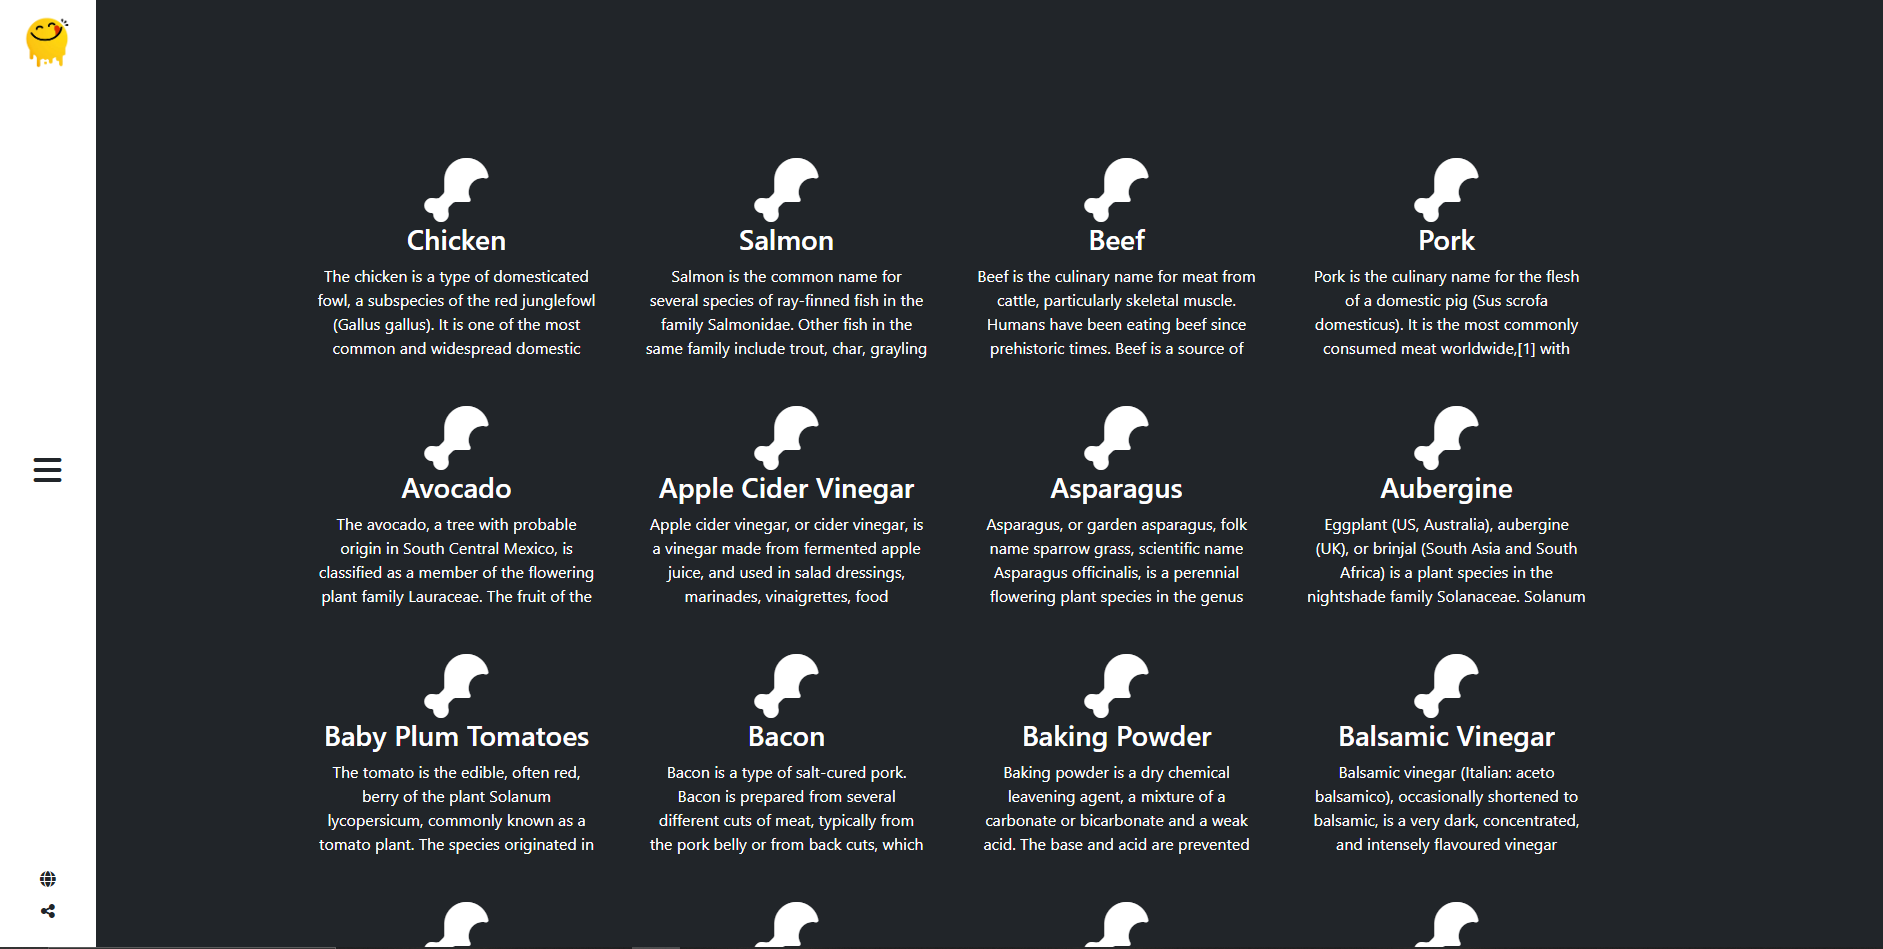 Chicken
The chicken is a type of domesticated
fowl, a subspecies of the red junglefowl
(Gallus gallus). It is one of the most
common and widespread domestic
Salmon
Salmon is the common name for
several species of ray-finned fish in the
family Salmonidae. Other fish in the
same family include trout, char, grayling
Beef
Beef is the culinary name for meat from
cattle, particularly skeletal muscle.
Humans have been eating beef since
prehistoric times. Beef is a source of
Pork
Pork is the culinary name for the flesh
of a domestic pig (Sus scrofa
domesticus). It is the most commonly
consumed meat worldwide,[1] with
Avocado
The avocado, a tree with probable
origin in South Central Mexico, is
classified as a member of the flowering
plant family Lauraceae. The fruit of the
Apple Cider Vinegar
Apple cider vinegar, or cider vinegar, is
a vinegar made from fermented apple
juice, and used in salad dressings,
marinades, vinaigrettes, food
Asparagus
Asparagus, or garden asparagus, folk
name sparrow grass, scientific name
Asparagus officinalis, is a perennial
flowering plant species in the genus
Aubergine
Eggplant (US, Australia), aubergine
(UK), or brinjal (South Asia and South
Africa) is a plant species in the
nightshade family Solanaceae. Solanum
Baby Plum Tomatoes
The tomato is the edible, often red,
berry of the plant Solanum
lycopersicum, commonly known as a
tomato plant. The species originated in
Bacon
Bacon is a type of salt-cured pork.
Bacon is prepared from several
different cuts of meat, typically from
the pork belly or from back cuts, which
Baking Powder
Baking powder is a dry chemical
leavening agent, a mixture of a
carbonate or bicarbonate and a weak
acid. The base and acid are prevented
Balsamic Vinegar
Balsamic vinegar (Italian: aceto
balsamico), occasionally shortened to
balsamic, is a very dark, concentrated,
and intensely flavoured vinegar